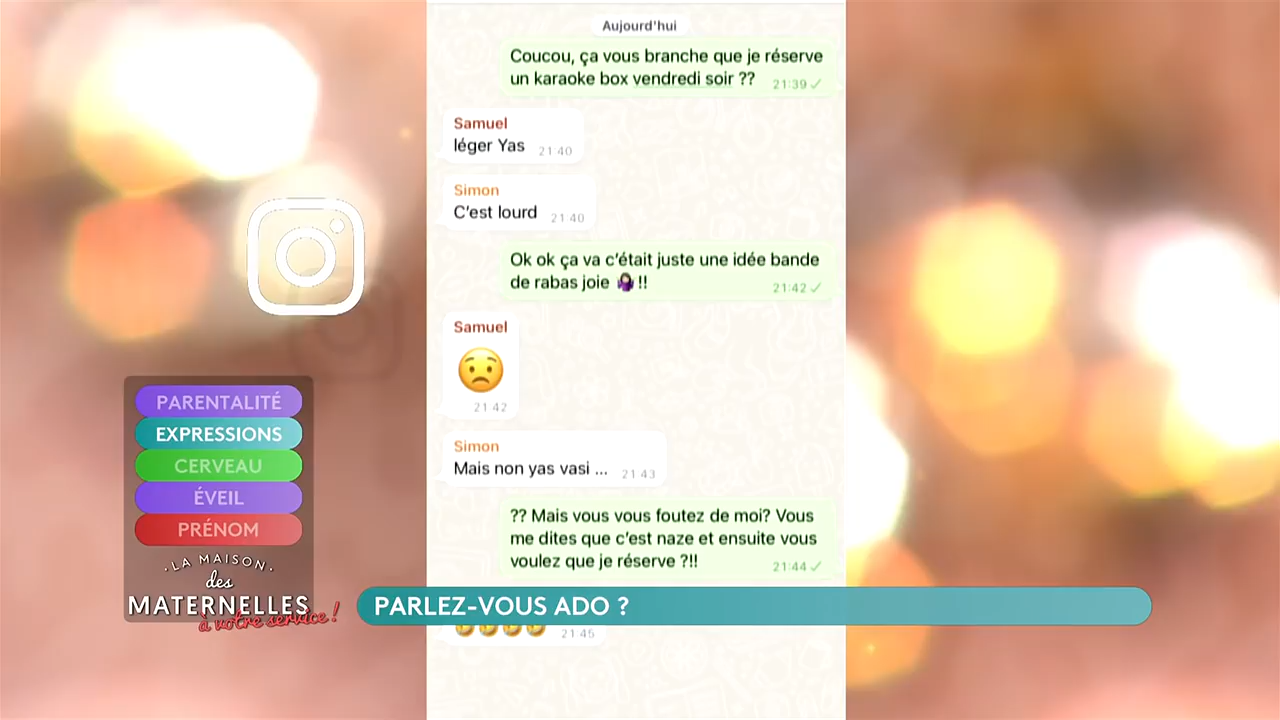 Aujourd'hui
Coucou, ça vous branche que je réserve
un karaoke box vendredi soir ??
21:39
Samuel
léger Yas
21:40
Simon
C'est lourd
21:40
Ok ok ça va c'était juste une idée bande
de rabas joie !!
21:42
Samuel
21:42
Simon
Mais non yas vasi ...
21:43
?? Mais vous vous foutez de moi? Vous
me dites que c'est naze et ensuite vous
voulez que je réserve ?!!
21:44
21:45
PARENTALITÉ
EXPRESSIONS
CERVEAU
ÉVEIL
PRÉNOM
.LA MAISON.
des
MATERNELLES
à votre service !
PARLEZ-VOUS ADO ?